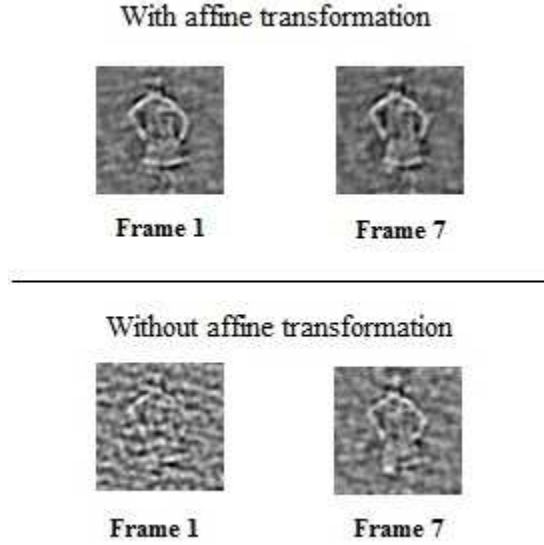 With affine transformation
Frame 1 Frame 7
Without affine transformation
Frame 1 Frame 7